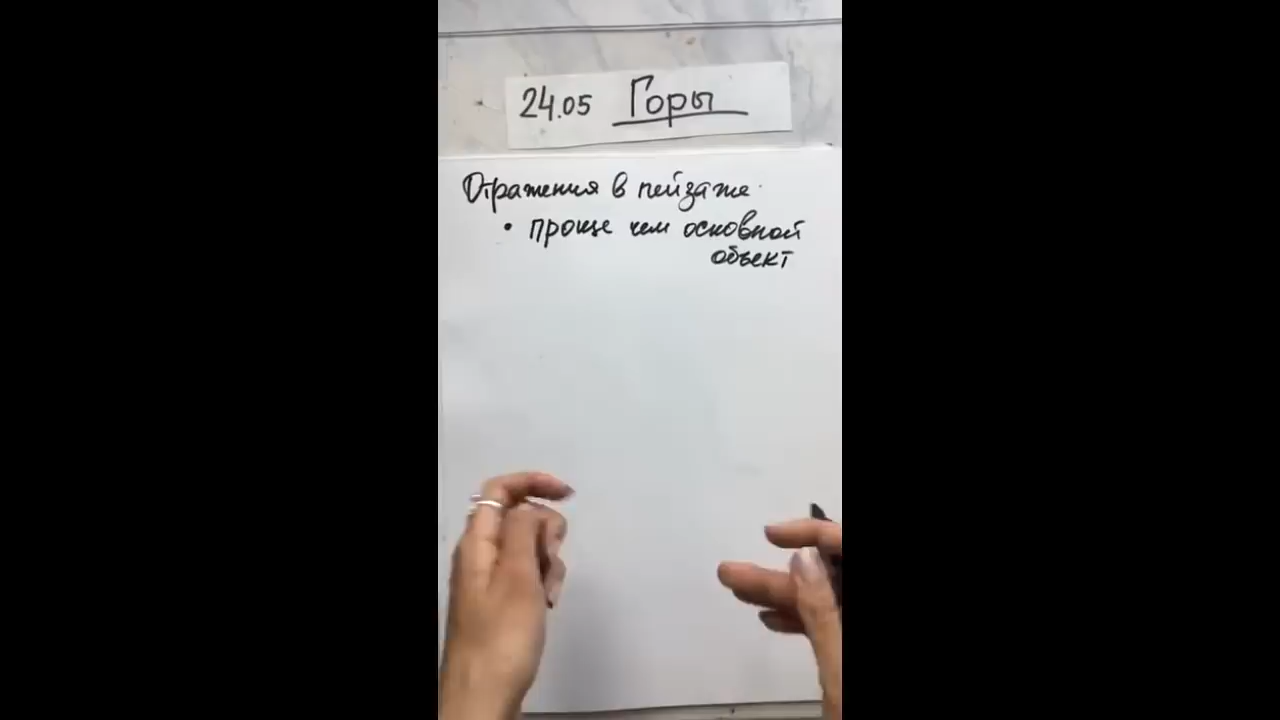 24.05 Горы
Отражения в пейзаже
• проще чем основной
объект